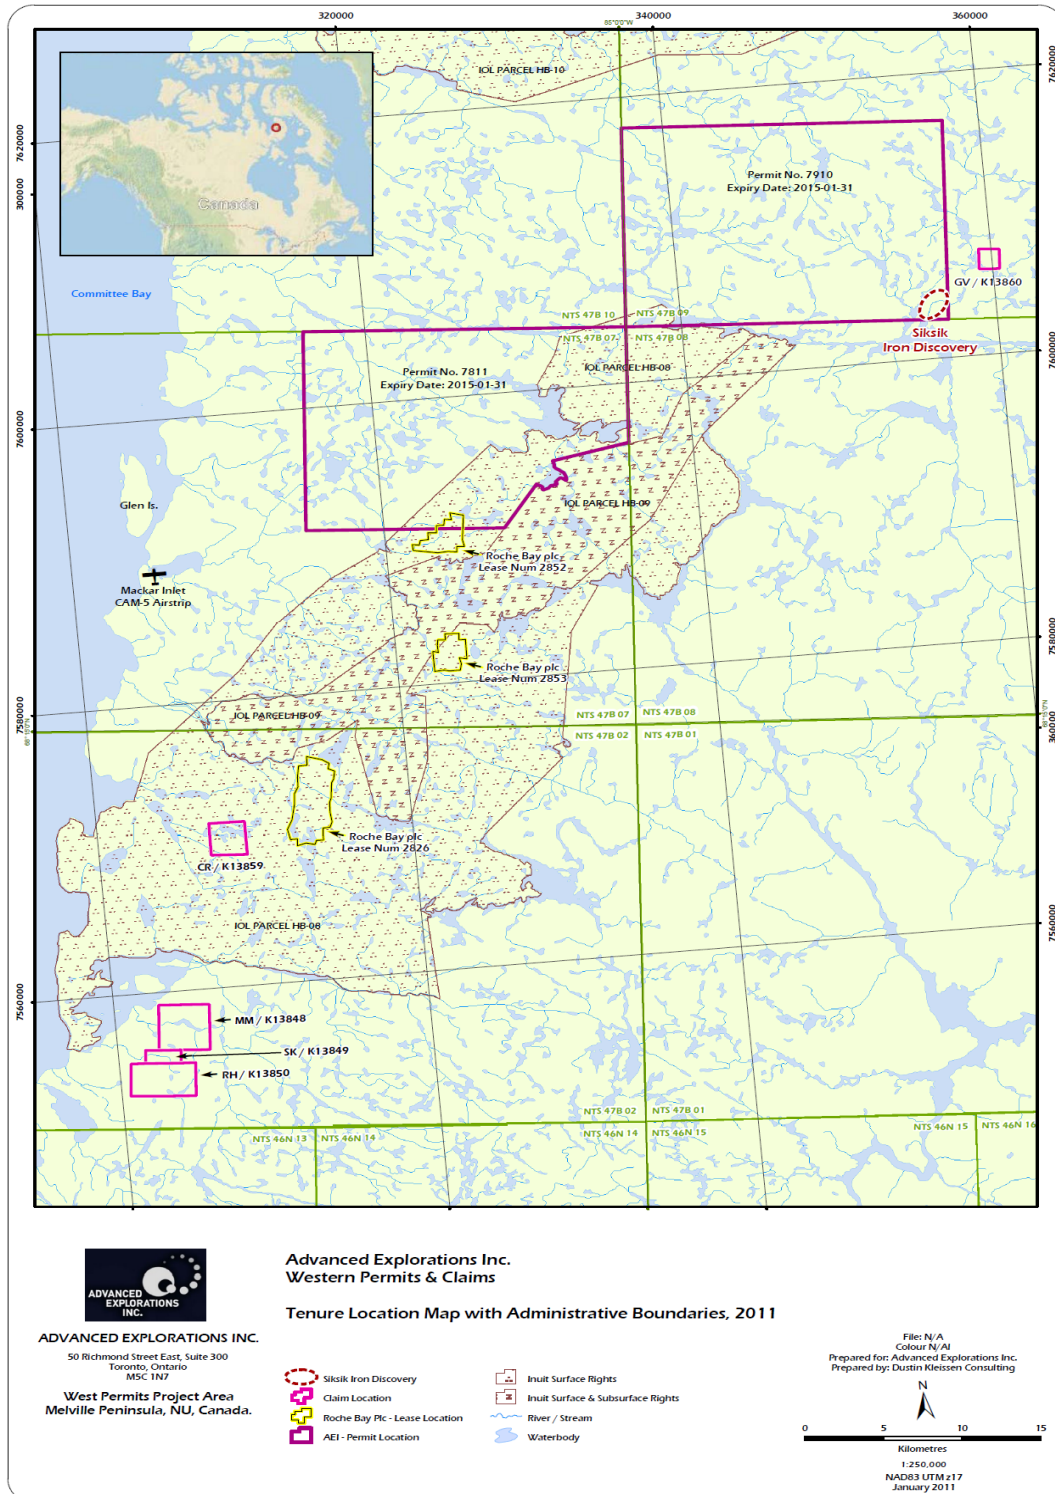 320000
340000
360000
85°0'0"W
7620000
300000
7600000
7580000
7560000
7620000
7600000
7580000
360000
7560000
Canada
IOL PARCEL HB-10
Permit No. 7910
Expiry Date: 2015-01-31
Committee Bay
GV / K13860
NTS 47B 10
NTS 47B 09
NTS 47B 07
NTS 47B 08
Siksik
Iron Discovery
IOL PARCEL HB-08
Permit No. 7811
Expiry Date: 2015-01-31
Glen Is.
IOL PARCEL HB-09
Roche Bay plc
Lease Num 2852
Mackar Inlet
CAM-5 Airstrip
Roche Bay plc
Lease Num 2853
IOL PARCEL HB-09
NTS 47B 07
NTS 47B 08
NTS 47B 02
NTS 47B 01
Roche Bay plc
Lease Num 2826
CR / K13859
IOL PARCEL HB-08
MM / K13848
SK / K13849
RH / K13850
NTS 47B 02
NTS 47B 01
NTS 46N 13
NTS 46N 14
NTS 46N 14
NTS 46N 15
NTS 46N 15
NTS 46N 16
ADVANCED
EXPLORATIONS
INC.
ADVANCED EXPLORATIONS INC.
50 Richmond Street East, Suite 300
Toronto, Ontario
M5C 1N7
West Permits Project Area
Melville Peninsula, NU, Canada.
Advanced Explorations Inc.
Western Permits & Claims
Tenure Location Map with Administrative Boundaries, 2011
Siksik Iron Discovery
Claim Location
Roche Bay Plc - Lease Location
AEI - Permit Location
Inuit Surface Rights
Inuit Surface & Subsurface Rights
River / Stream
Waterbody
File: N/A
Colour N/AI
Prepared for: Advanced Explorations Inc.
Prepared by: Dustin Kleissen Consulting
N
0 5 10 15
Kilometres
1:250,000
NAD83 UTM z17
January 2011